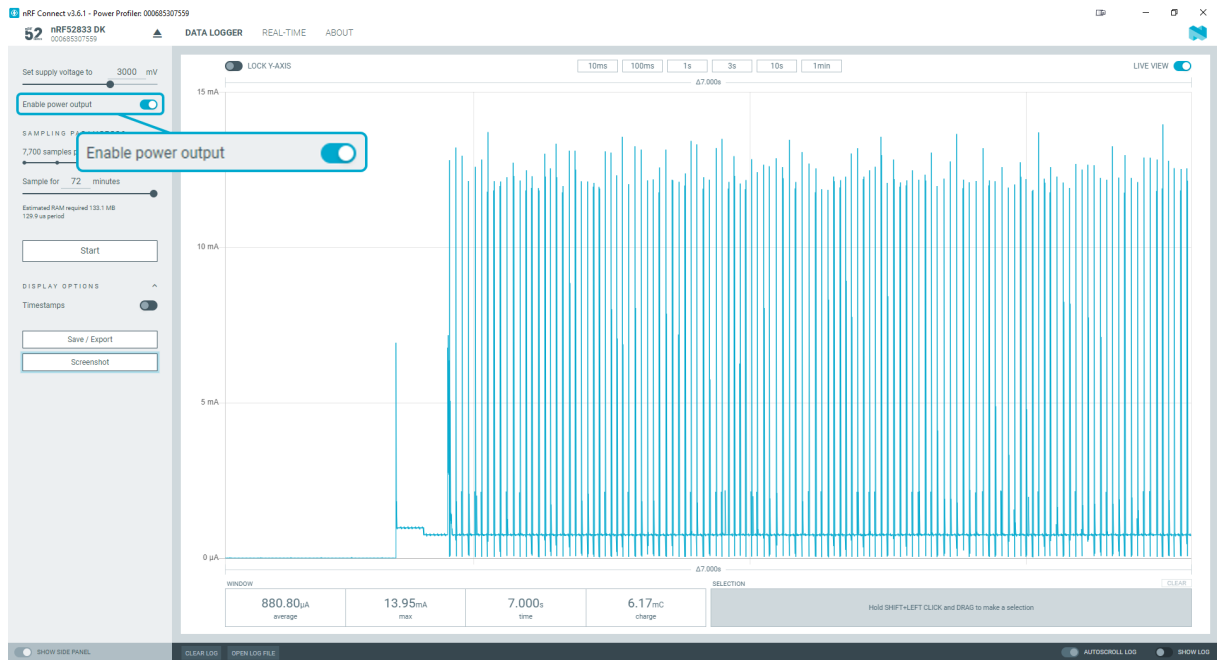 nRF Connect v3.6.1 - Power Profiler: 000685307559
52 nRF52833 DK
000685307559
DATA LOGGER REAL-TIME ABOUT
Set supply voltage to 3000 mV
Enable power output
SAMPLING
7,700 samples p
Enable power output
Sample for 72 minutes
Estimated RAM required 133.1 MB
129.9 us period
Start
DISPLAY OPTIONS
Timestamps
Save / Export
Screenshot
LOCK Y-AXIS
10ms 100ms 1s 3s 10s 1min
LIVE VIEW
Δ7.000s
15 mA
10 mA
5 mA
0 µA
Δ7.000s
WINDOW
880.80µA
average
13.95mA
max
7.000s
time
6.17mC
charge
SELECTION
CLEAR
Hold SHIFT+LEFT CLICK and DRAG to make a selection
SHOW SIDE PANEL
CLEAR LOG OPEN LOG FILE
AUTOSCROLL LOG SHOW LOG